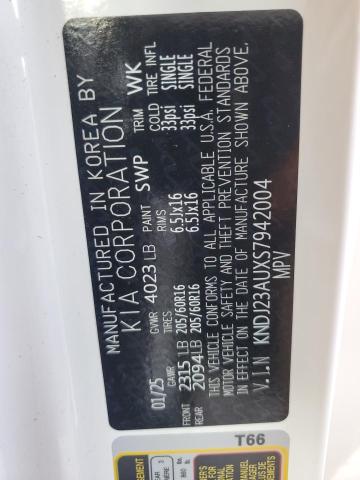 MANUFACTURED IN KOREA BY
KIA CORPORATION
01/25 GVWR 4023 LB PAINT SWP TRIM WK
GAWR TIRES RIMS COLD TIRE INFL
FRONT 2315 LB 205/60R16 6.5Jx16 33psi SINGLE
REAR 2094 LB 205/60R16 6.5Jx16 33psi SINGLE
THIS VEHICLE CONFORMS TO ALL APPLICABLE U.S.A. FEDERAL
MOTOR VEHICLE SAFETY AND THEFT PREVENTION STANDARDS
IN EFFECT ON THE DATE OF MANUFACTURE SHOWN ABOVE.
V.I.N KNDJ23AUXS7942004
MPV
T66